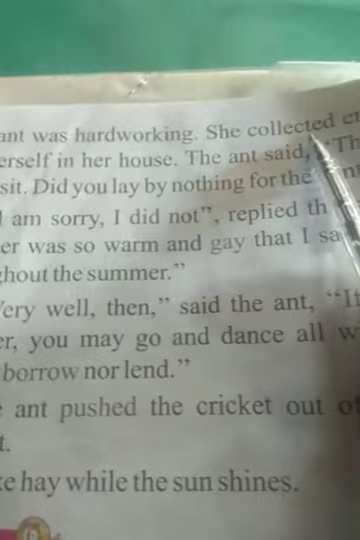 ant was hardworking. She collected
erself in her house. The ant said, "Th
sit. Did you lay by nothing for the
I am sorry, I did not", replied th
er was so warm and gay that I sa
ghout the summer."
Very well, then," said the ant, "It
er, you may go and dance all w
borrow nor lend."
e ant pushed the cricket out of
t.
ke hay while the sun shines.